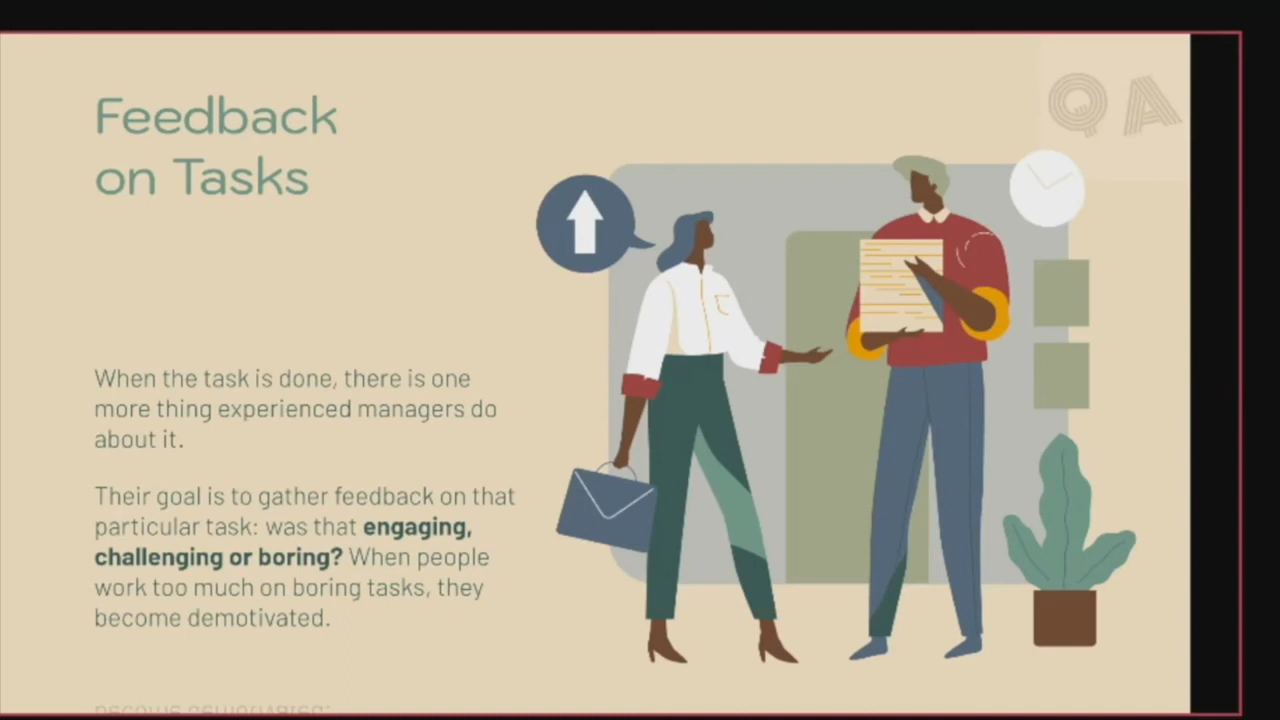 Feedback
on Tasks
QA
When the task is done, there is one
more thing experienced managers do
about it.
Their goal is to gather feedback on that
particular task: was that engaging,
challenging or boring? When people
work too much on boring tasks, they
become demotivated.